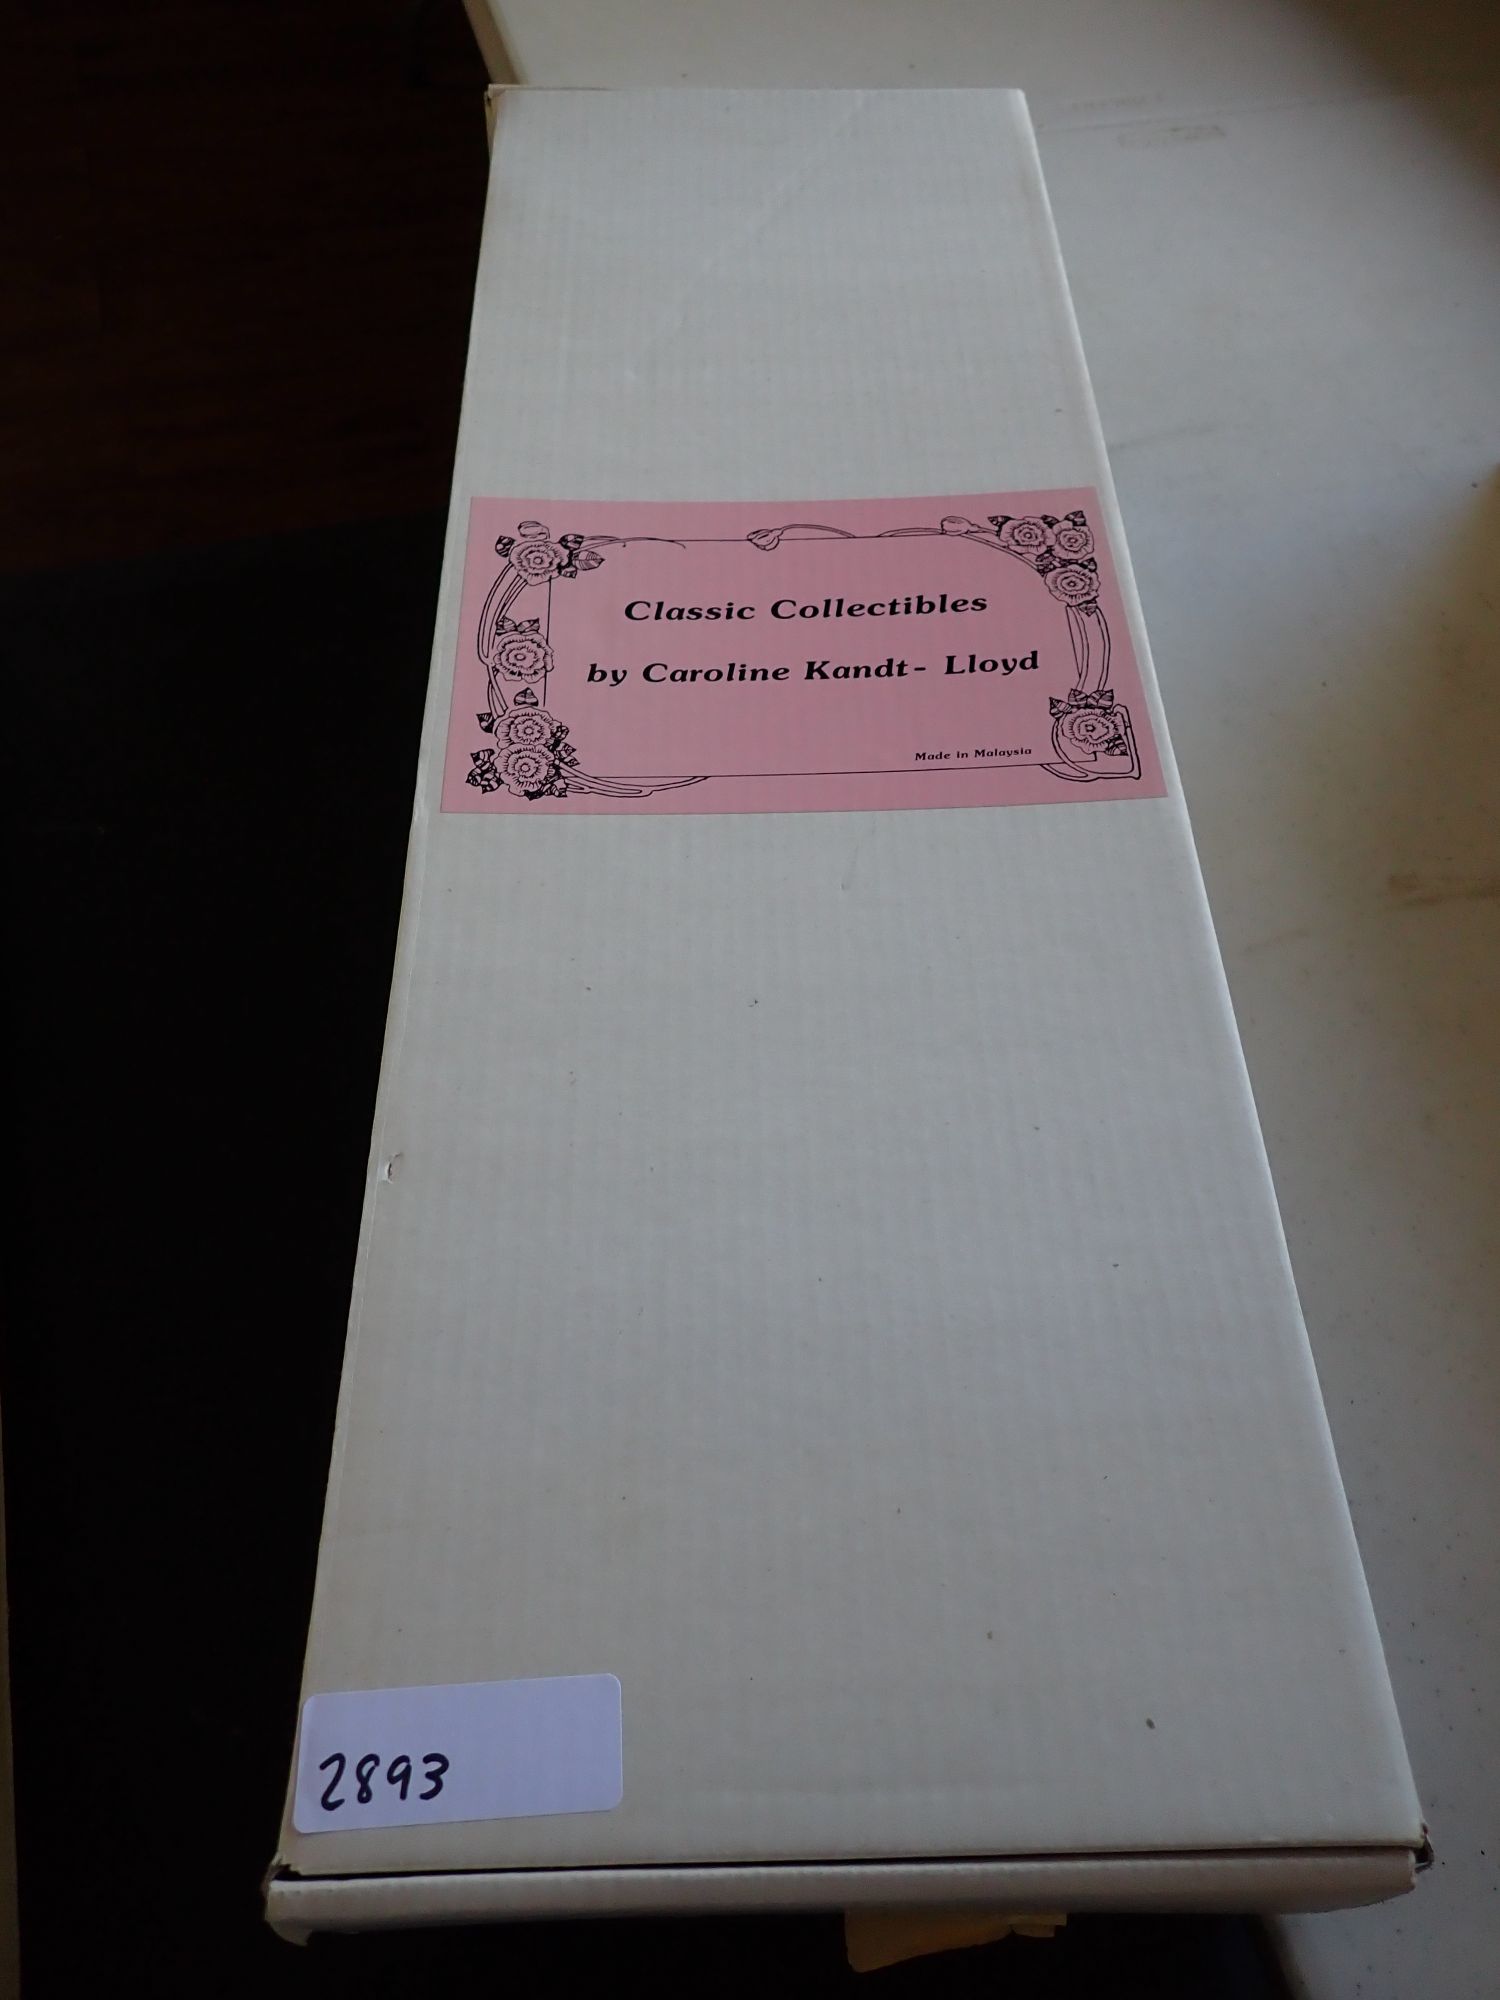 Classic Collectibles
by Caroline Kandt- Lloyd
Made in Malaysia
2893